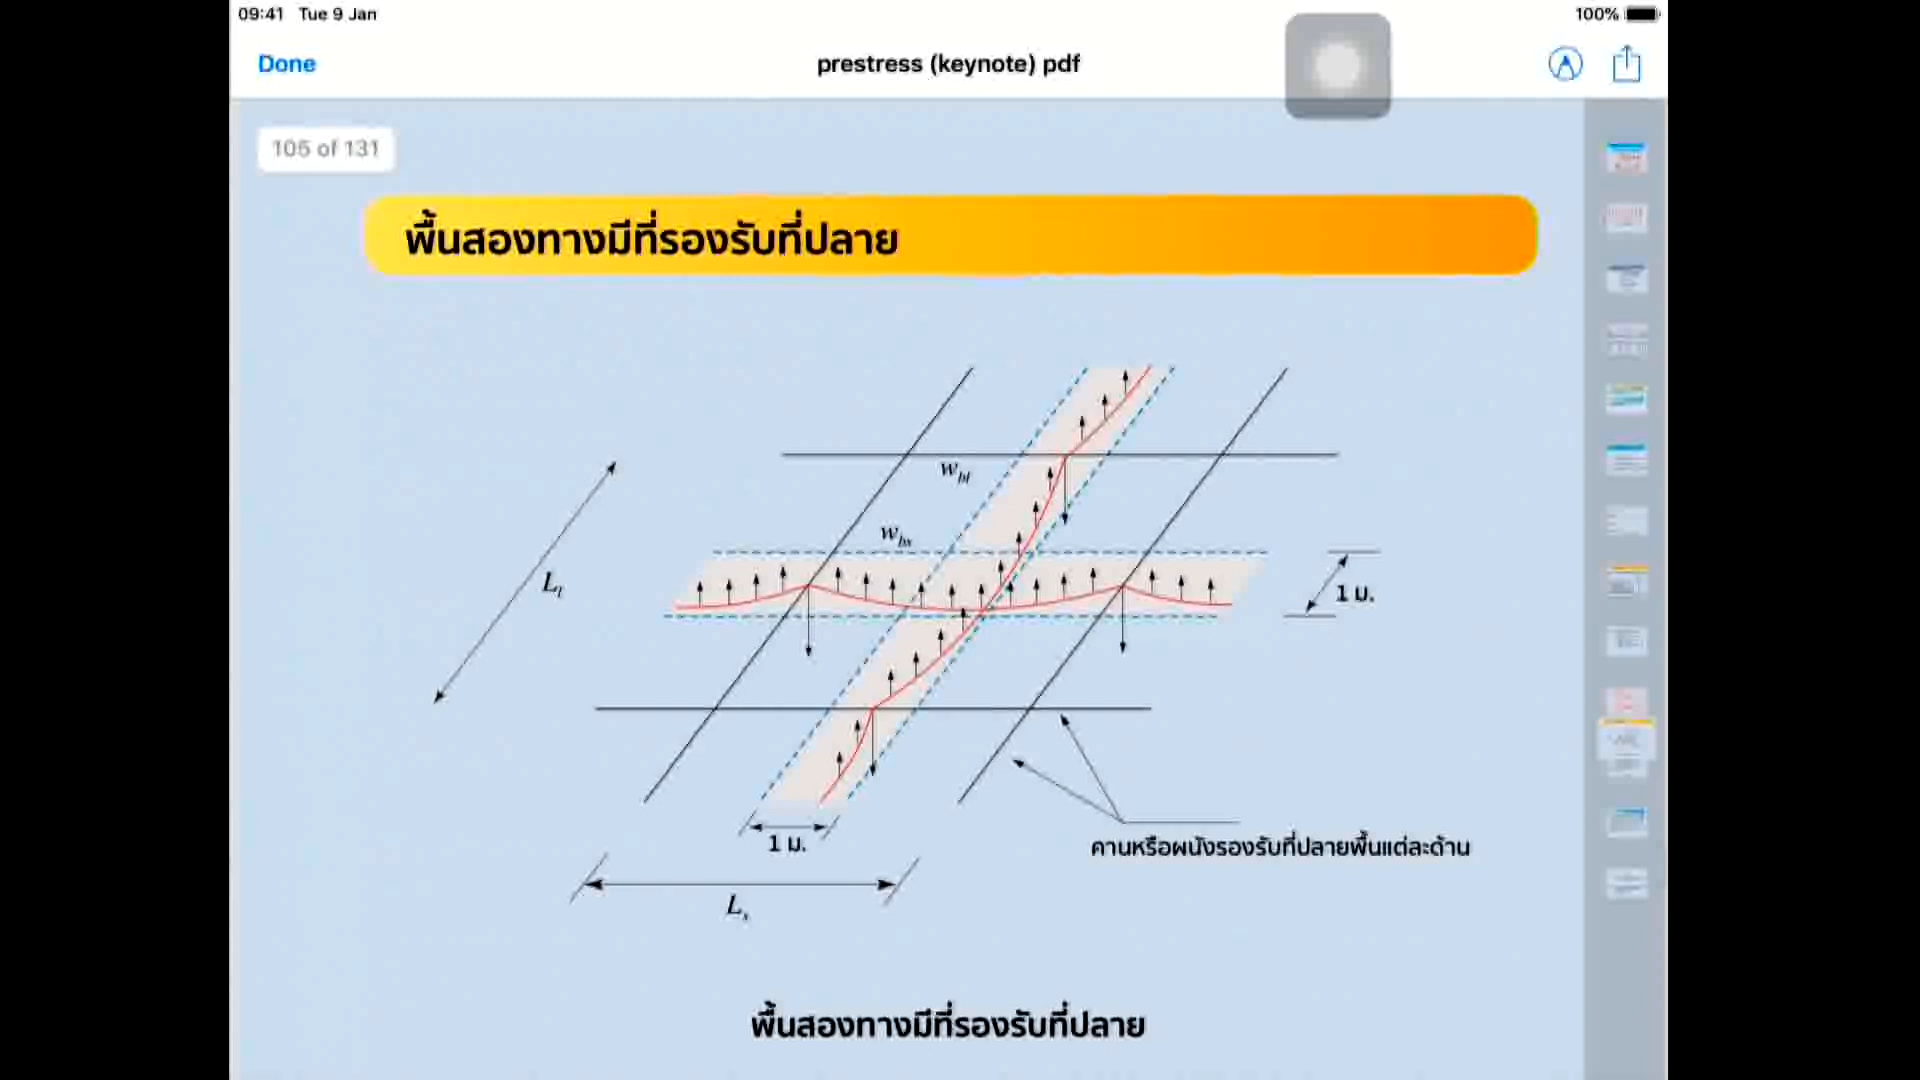 09:41 Tue 9 Jan 100%
Done prestress (keynote) pdf
105 of 131
พื้นสองทางมีที่รองรับที่ปลาย
w_bl
w_bs
L_l
1 ม.
1 ม.
คานหรือผนังรองรับที่ปลายพื้นแต่ละด้าน
L_s
พื้นสองทางมีที่รองรับที่ปลาย